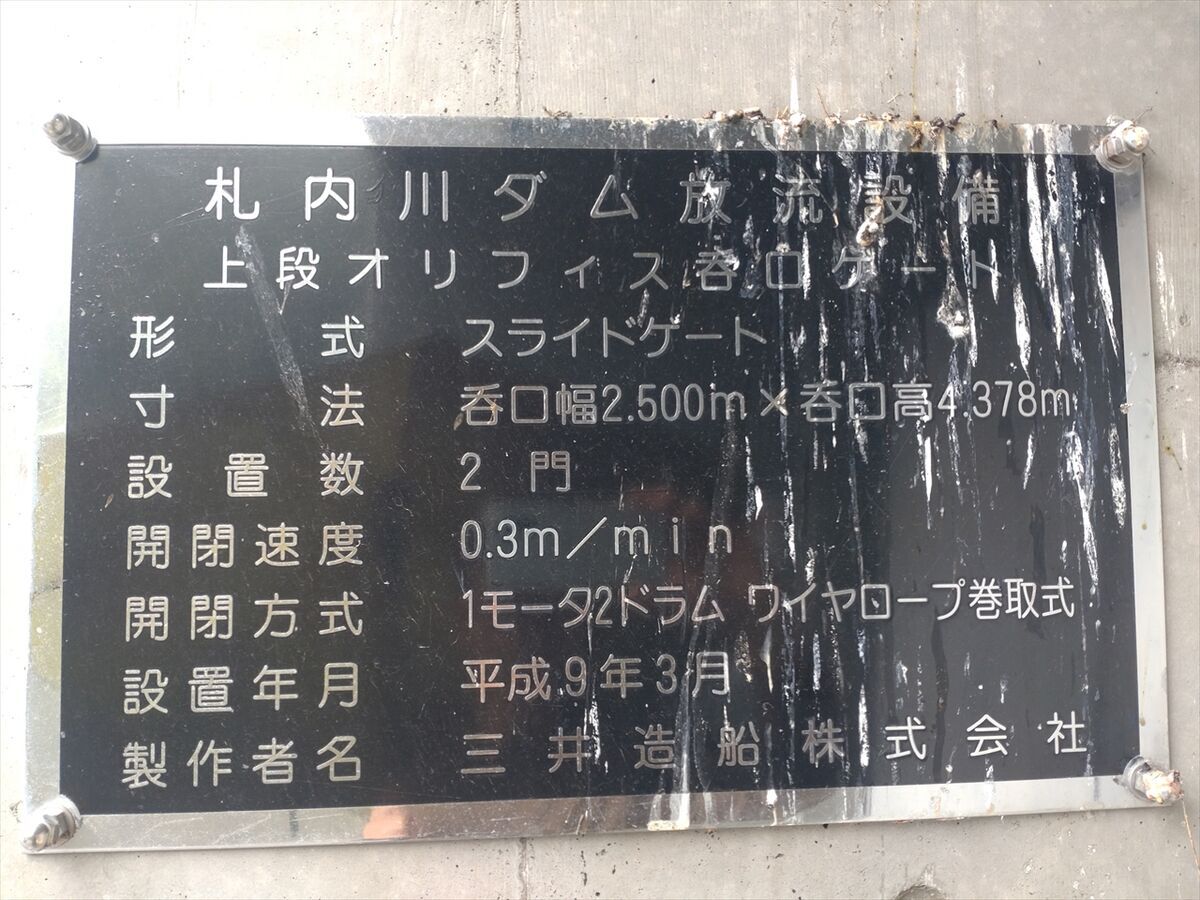 札内川ダム放流設備
上段オリフィス呑口ゲート
形式 スライドゲート
寸法 呑口幅2.500m×呑口高4.378m
設置数 2門
開閉速度 0.3m／min
開閉方式 1モータ2ドラム ワイヤロープ巻取式
設置年月 平成9年3月
製作者名 三井造船株式会社